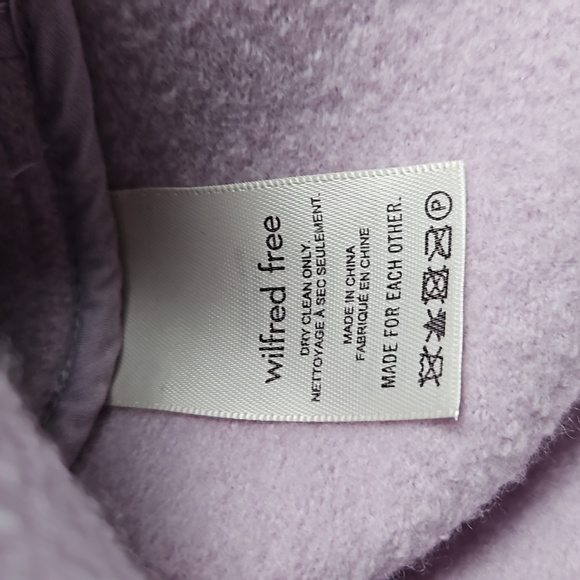 wilfred free
DRY CLEAN ONLY.
NETTOYAGE À SEC SEULEMENT.
MADE IN CHINA
FABRIQUÉ EN CHINE
MADE FOR EACH OTHER.
P